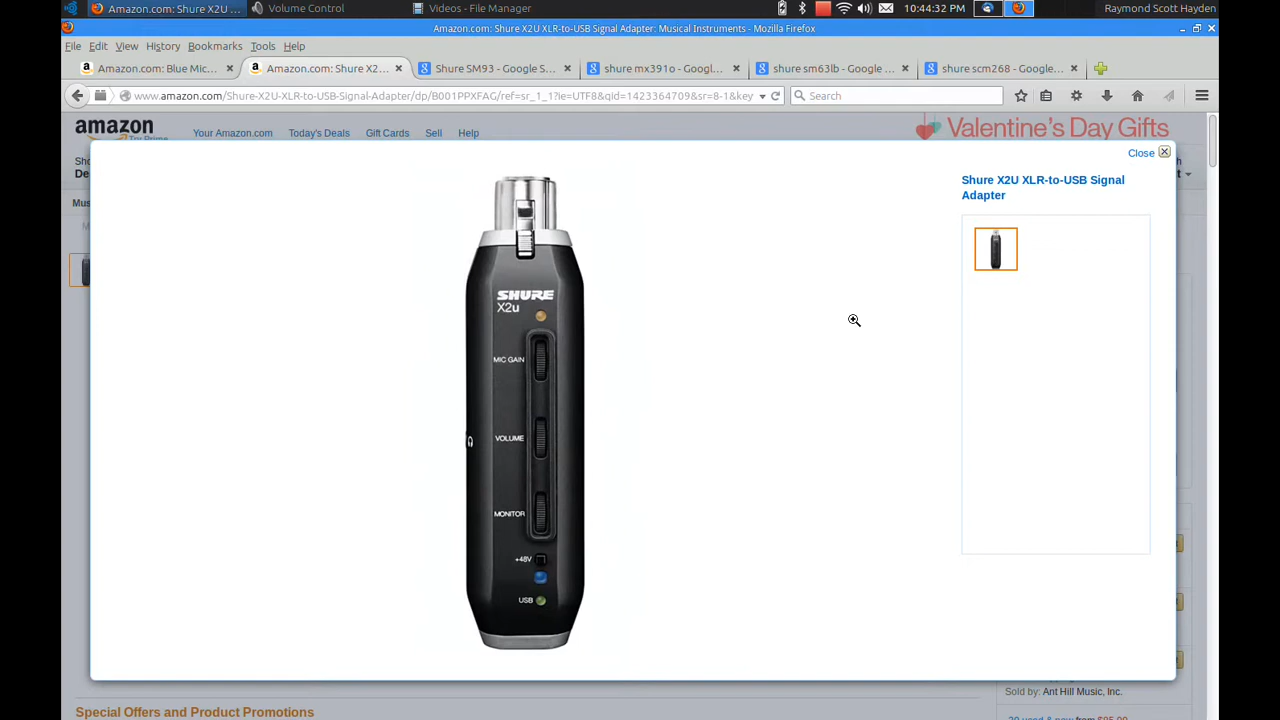 Amazon.com: Shure X2U ...
Volume Control
Videos - File Manager
10:44:32 PM
Raymond Scott Hayden
Amazon.com: Shure X2U XLR-to-USB Signal Adapter: Musical Instruments - Mozilla Firefox
File Edit View History Bookmarks Tools Help
Amazon.com: Blue Mic...
Amazon.com: Shure X2...
Shure SM93 - Google S...
shure mx391o - Googl...
shure sm63lb - Google ...
shure scm268 - Google...
www.amazon.com/Shure-X2U-XLR-to-USB-Signal-Adapter/dp/B001PPXFAG/ref=sr_1_1?ie=UTF8&qid=1423364709&sr=8-1&key
Search
amazon
Try Prime
Your Amazon.com Today's Deals Gift Cards Sell Help
Valentine's Day Gifts
Close
Shure X2U XLR-to-USB Signal
Adapter
SHURE
X2u
MIC GAIN
VOLUME
MONITOR
+48V
USB
Sold by: Ant Hill Music, Inc.
Special Offers and Product Promotions